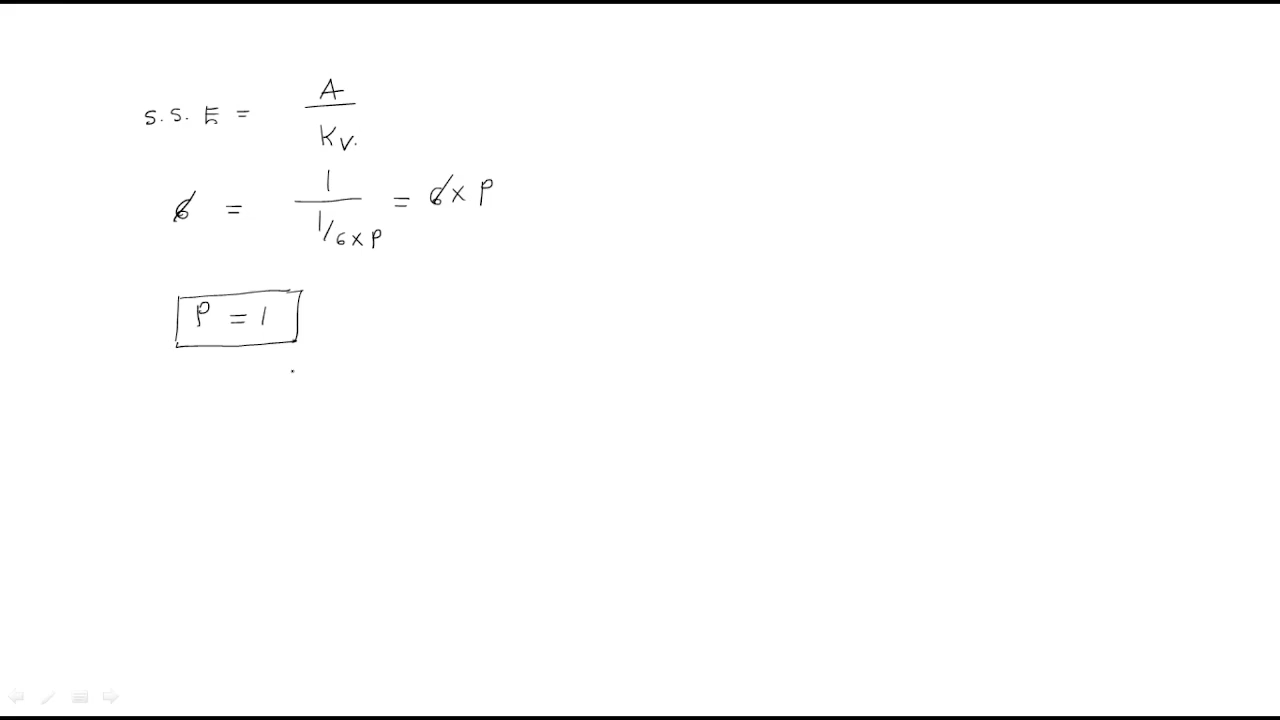 S.S. E = A / Kv.
6 = 1 / 1/6 x P = 6 x P
P = 1